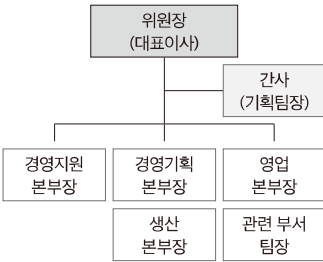 위원장
(대표이사)
간사
(기획팀장)
경영지원
본부장
경영기획
본부장
영업
본부장
생산
본부장
관련 부서
팀장